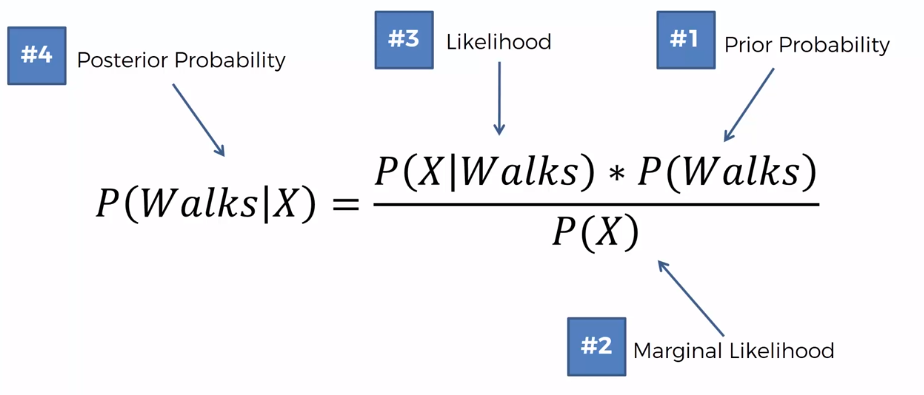 #4 Posterior Probability
#3 Likelihood
#1 Prior Probability
P(Walks|X) = P(X|Walks) * P(Walks)
P(X)
#2 Marginal Likelihood